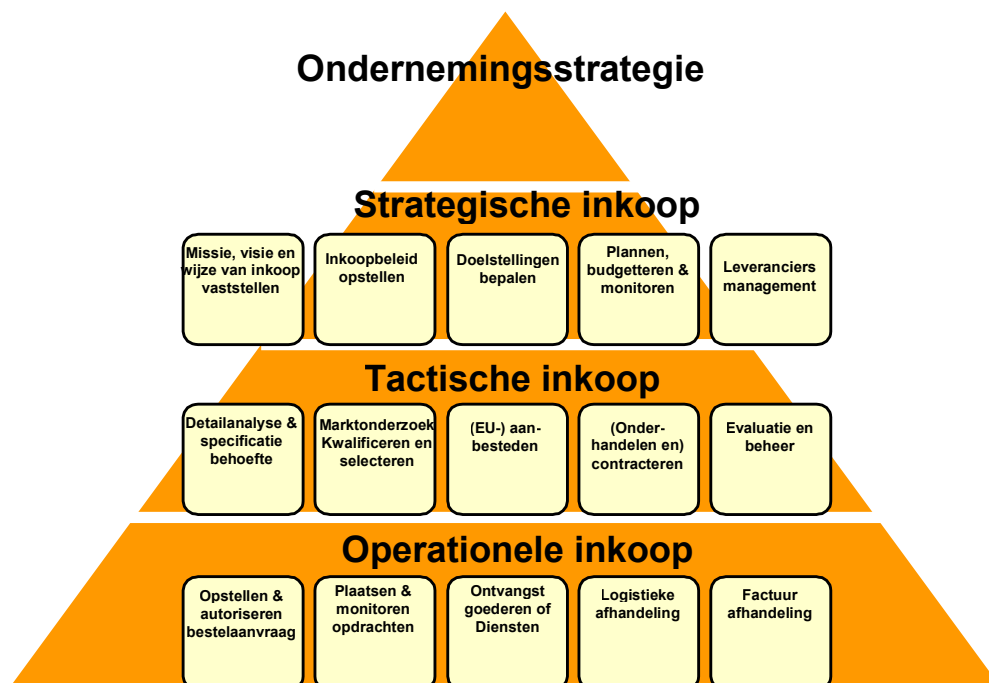 Ondernemingsstrategie
Strategische inkoop
Missie, visie en
wijze van inkoop
vaststellen
Inkoopbeleid
opstellen
Doelstellingen
bepalen
Plannen,
budgetteren &
monitoren
Leveranciers
management
Tactische inkoop
Detailanalyse &
specificatie
behoefte
Marktonderzoek
Kwalificeren en
selecteren
(EU-) aan-
besteden
(Onder-
handelen en)
contracteren
Evaluatie en
beheer
Operationele inkoop
Opstellen &
autoriseren
bestelaanvraag
Plaatsen &
monitoren
opdrachten
Ontvangst
goederen of
Diensten
Logistieke
afhandeling
Factuur
afhandeling